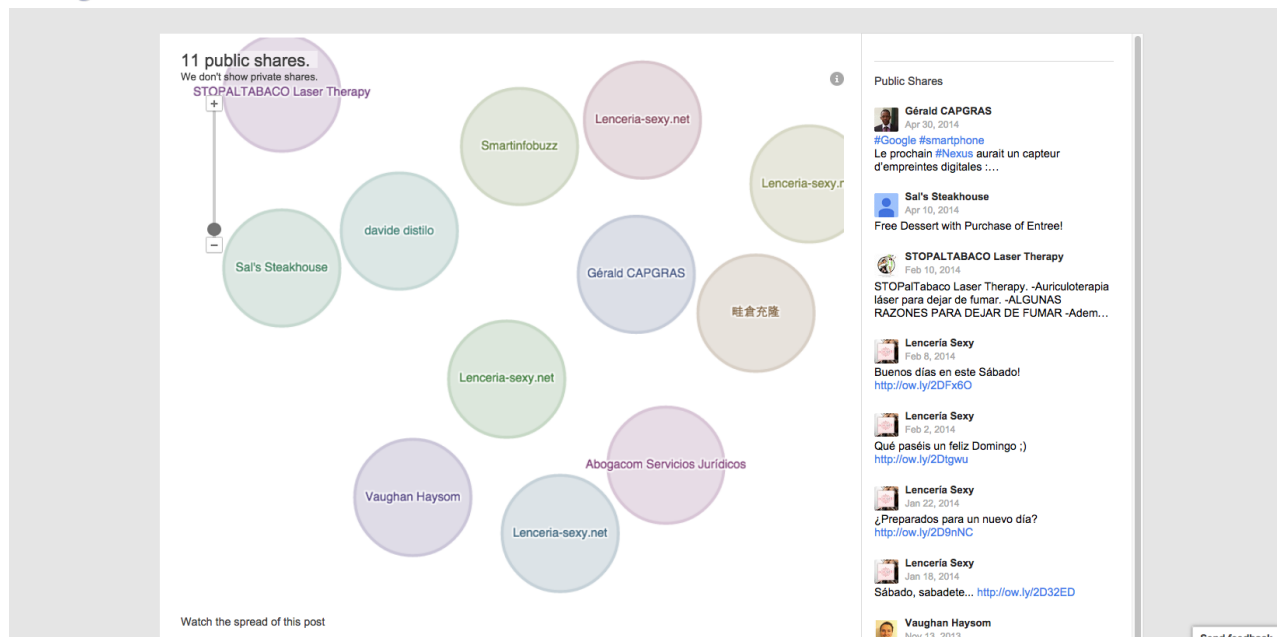 11 public shares.
We don't show private shares.
STOPALTABACO Laser Therapy
+
Lenceria-sexy.net
Smartinfobuzz
Lenceria-sexy.n
davide distilo
−
Sal's Steakhouse
Gérald CAPGRAS
畦倉充隆
Lenceria-sexy.net
Abogacom Servicios Jurídicos
Vaughan Haysom
Lenceria-sexy.net
Watch the spread of this post
i
Public Shares
Gérald CAPGRAS
Apr 30, 2014
#Google #smartphone
Le prochain #Nexus aurait un capteur
d'empreintes digitales :…
Sal's Steakhouse
Apr 10, 2014
Free Dessert with Purchase of Entree!
STOPALTABACO Laser Therapy
Feb 10, 2014
STOPalTabaco Laser Therapy. -Auriculoterapia
láser para dejar de fumar. -ALGUNAS
RAZONES PARA DEJAR DE FUMAR -Adem…
Lencería Sexy
Feb 8, 2014
Buenos días en este Sábado!
http://ow.ly/2DFx6O
Lencería Sexy
Feb 2, 2014
Qué paséis un feliz Domingo ;)
http://ow.ly/2Dtgwu
Lencería Sexy
Jan 22, 2014
¿Preparados para un nuevo día?
http://ow.ly/2D9nNC
Lencería Sexy
Jan 18, 2014
Sábado, sabadete... http://ow.ly/2D32ED
Vaughan Haysom
Nov 13, 2013
Send feedback